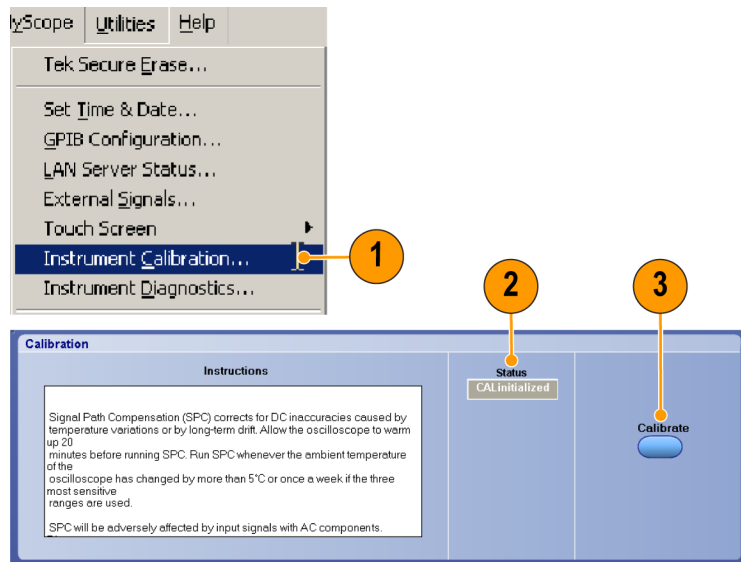 lyScope Utilities Help
Tek Secure Erase...
Set Time & Date...
GPIB Configuration...
LAN Server Status...
External Signals...
Touch Screen
Instrument Calibration...
1
Instrument Diagnostics...
2
3
Calibration
Instructions
Signal Path Compensation (SPC) corrects for DC inaccuracies caused by
temperature variations or by long-term drift. Allow the oscilloscope to warm
up 20
minutes before running SPC. Run SPC whenever the ambient temperature
of the
oscilloscope has changed by more than 5°C or once a week if the three
most sensitive
ranges are used.
SPC will be adversely affected by input signals with AC components.
Status
CALinitialized
Calibrate